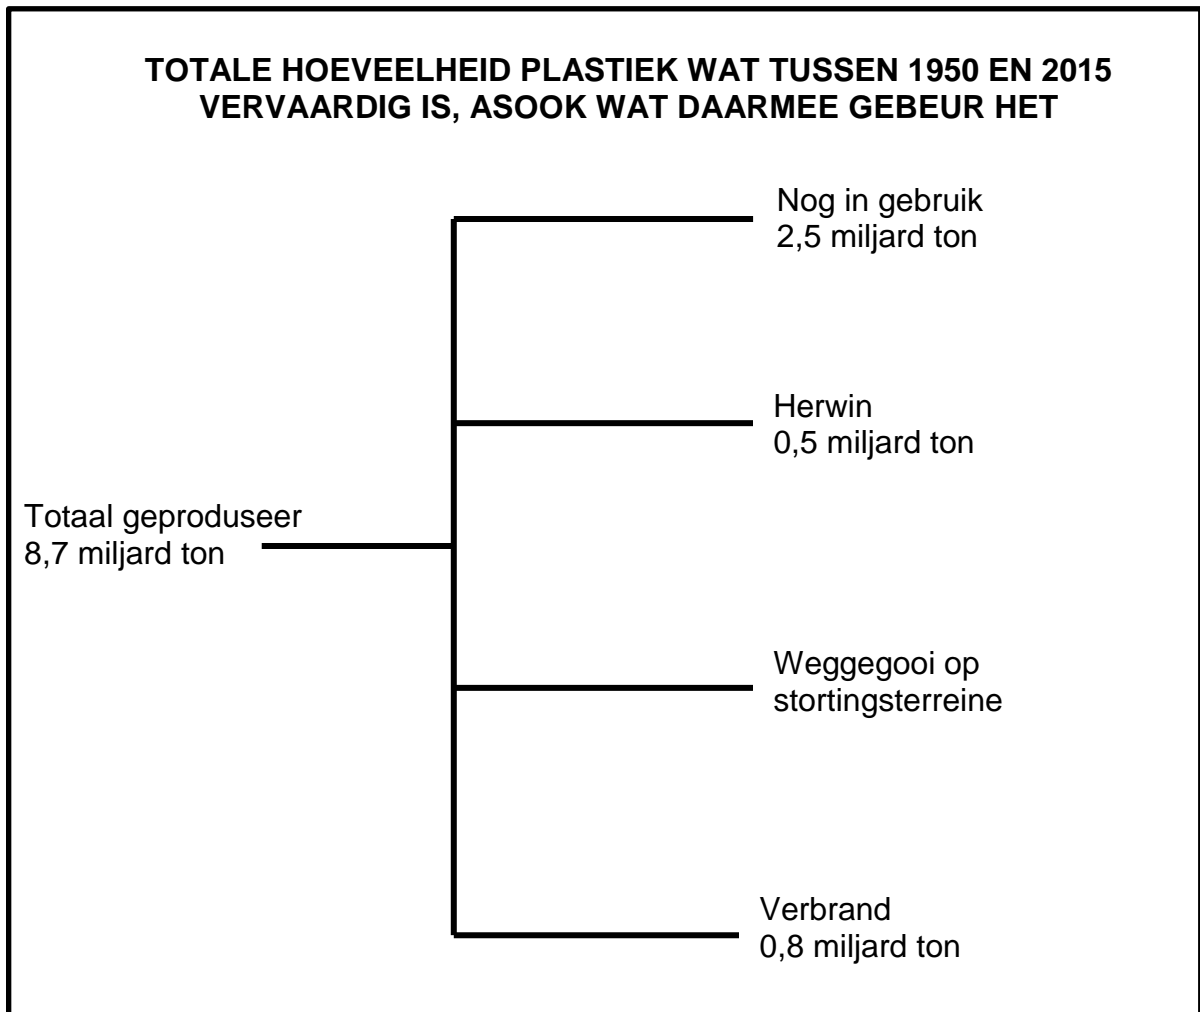 TOTALE HOEVEELHEID PLASTIEK WAT TUSSEN 1950 EN 2015
VERVAARDIG IS, ASOOK WAT DAARMEE GEBEUR HET
Nog in gebruik
2,5 miljard ton
Herwin
0,5 miljard ton
Totaal geproduseer
8,7 miljard ton
Weggegooi op
stortingsterreine
Verbrand
0,8 miljard ton